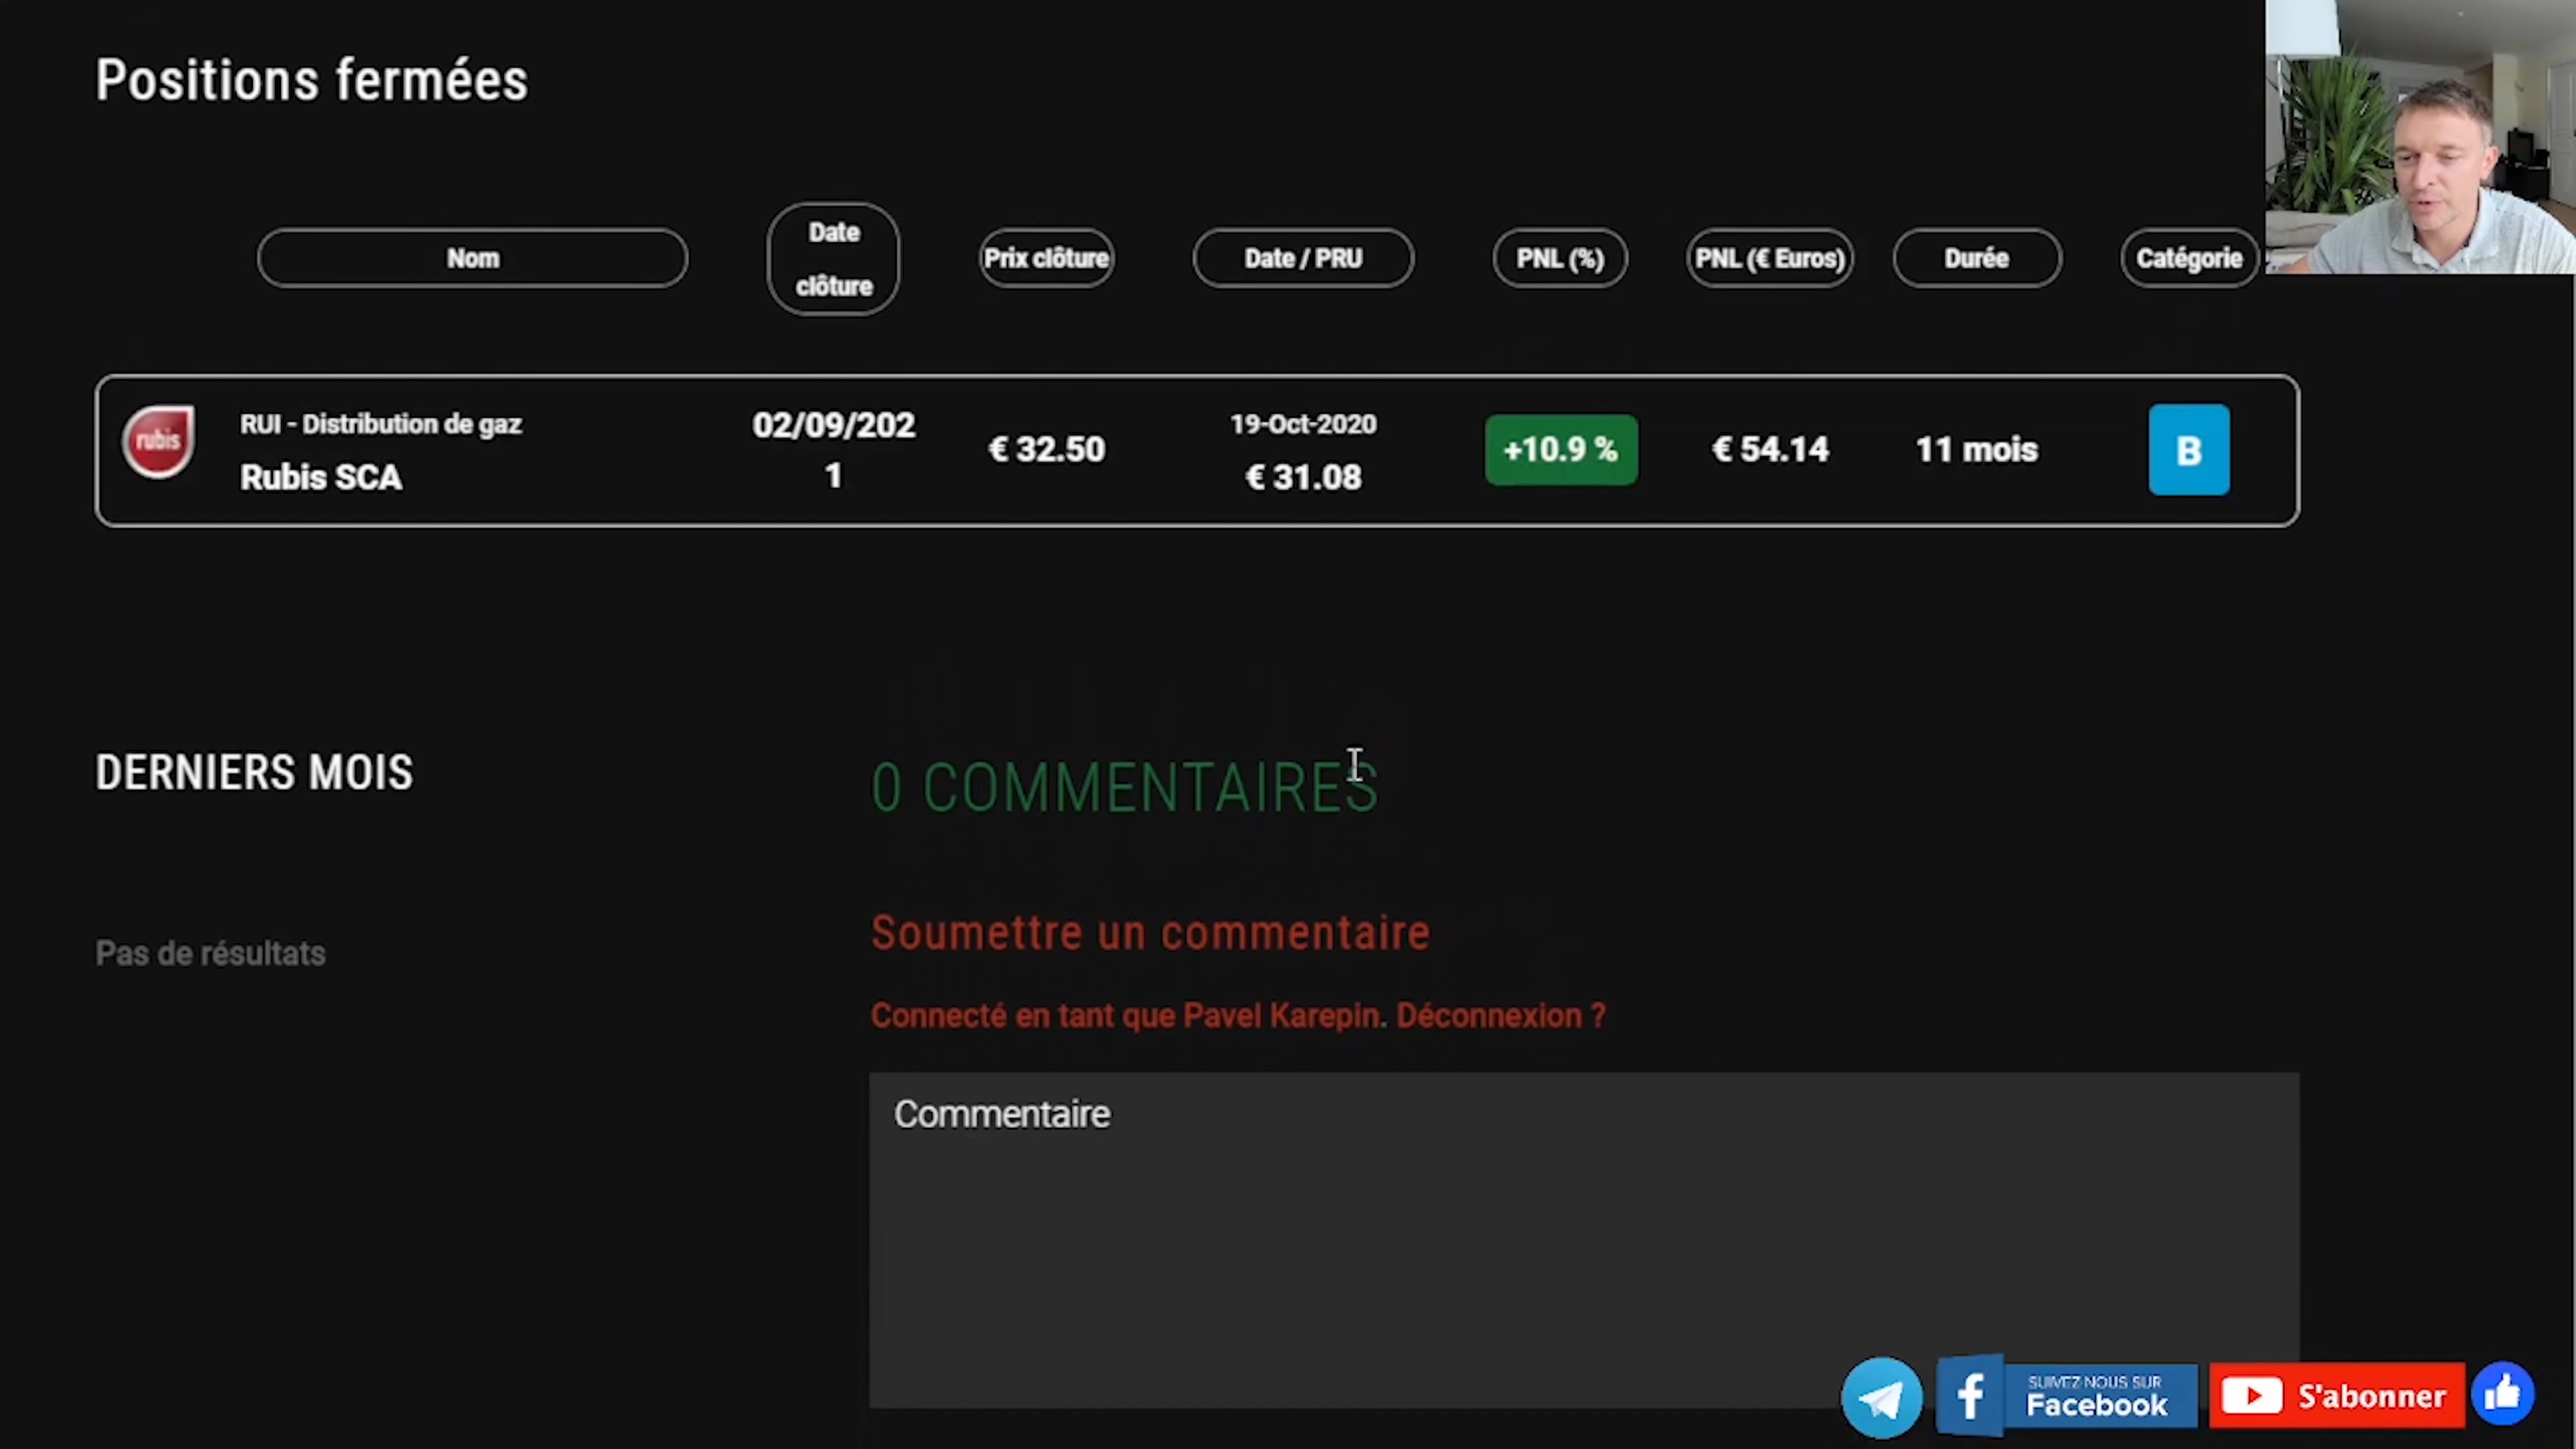 Positions fermées
Nom
Date
clôture
Prix clôture
Date / PRU
PNL (%)
PNL (€ Euros)
Durée
Catégorie
rubis
RUI - Distribution de gaz
Rubis SCA
02/09/202
1
€ 32.50
19-Oct-2020
€ 31.08
+10.9 %
€ 54.14
11 mois
B
DERNIERS MOIS
Pas de résultats
0 COMMENTAIRES
Soumettre un commentaire
Connecté en tant que Pavel Karepin. Déconnexion ?
Commentaire
SUIVEZ NOUS SUR
Facebook
S'abonner